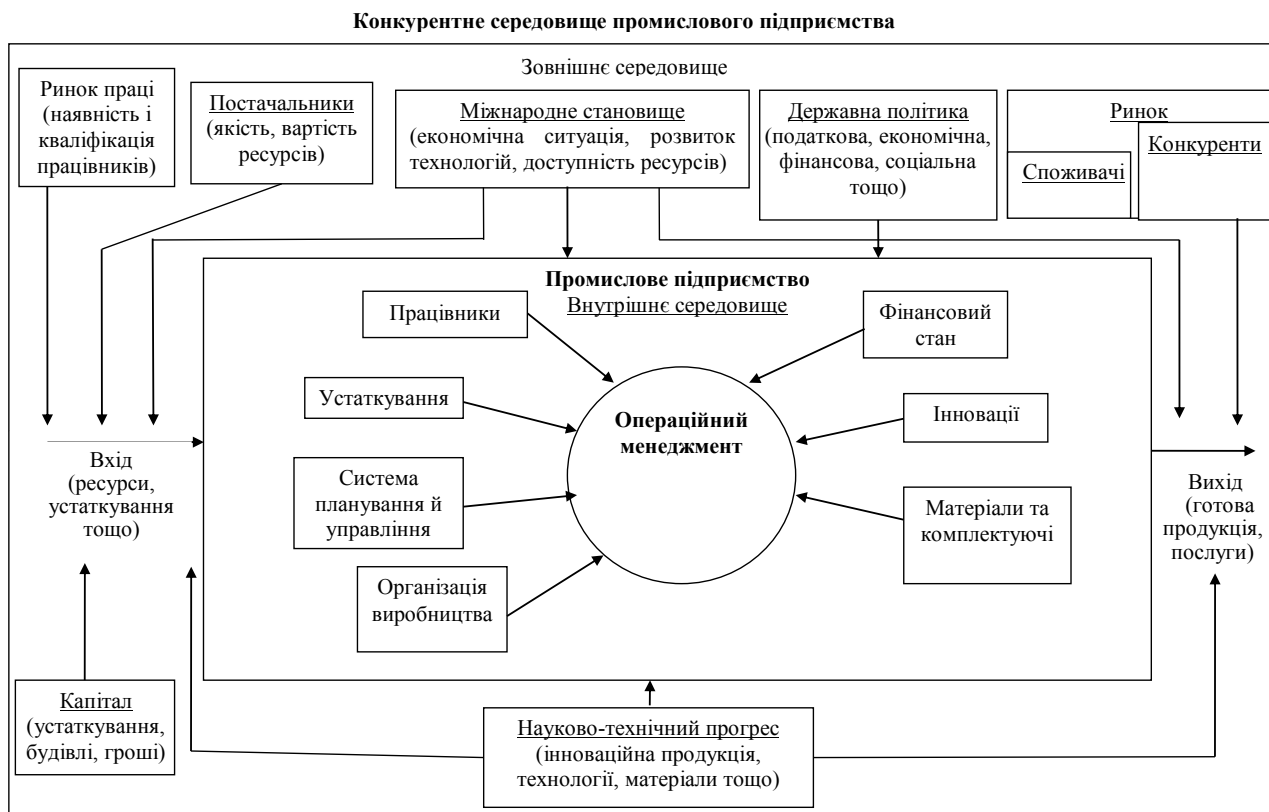 Конкурентне середовище промислового підприємства
Зовнішнє середовище
Ринок праці
(наявність і
кваліфікація
працівників)
Постачальники
(якість, вартість
ресурсів)
Міжнародне становище
(економічна ситуація, розвиток
технологій, доступність ресурсів)
Державна політика
(податкова, економічна,
фінансова, соціальна
тощо)
Ринок
Конкуренти
Споживачі
Промислове підприємство
Внутрішнє середовище
Працівники
Фінансовий
стан
Устаткування
Операційний
менеджмент
Інновації
Вхід
(ресурси,
устаткування
тощо)
Система
планування й
управління
Матеріали та
комплектуючі
Вихід
(готова
продукція,
послуги)
Організація
виробництва
Капітал
(устаткування,
будівлі, гроші)
Науково-технічний прогрес
(інноваційна продукція,
технології, матеріали тощо)